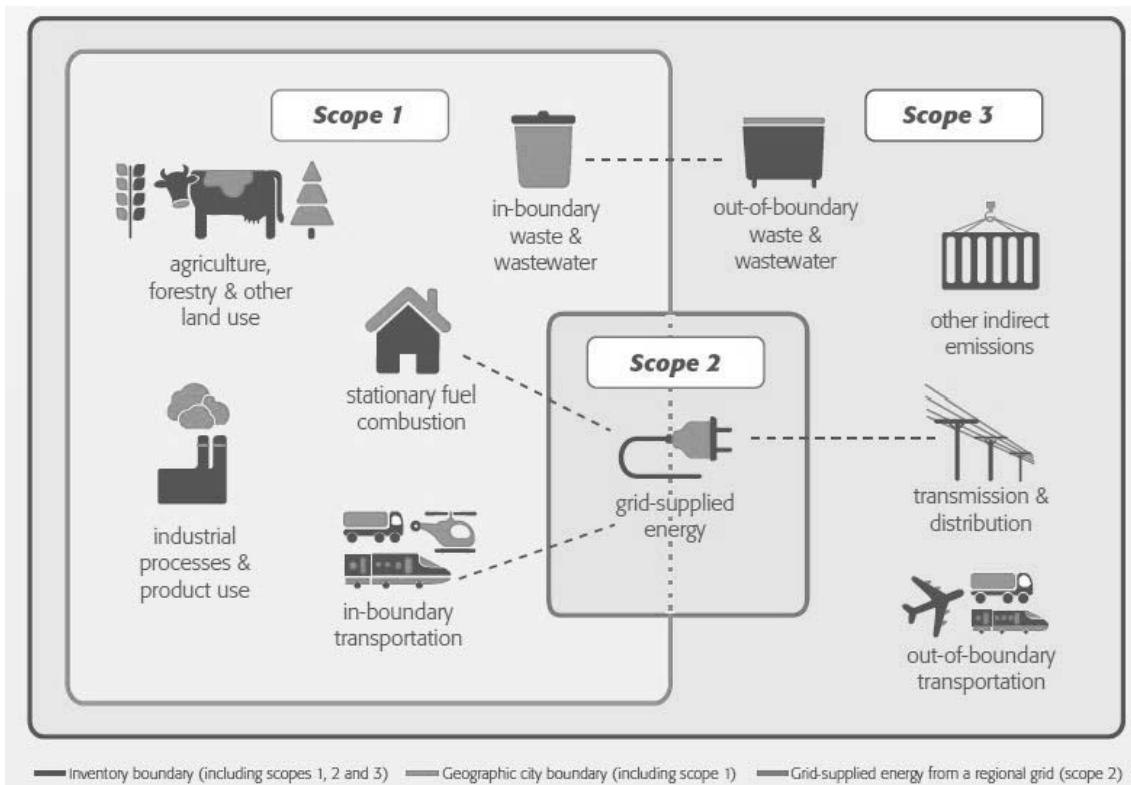 Scope 1
Scope 3
in-boundary
waste &
wastewater
out-of-boundary
waste &
wastewater
agriculture,
forestry & other
land use
other indirect
emissions
Scope 2
stationary fuel
combustion
grid-supplied
energy
transmission &
distribution
industrial
processes &
product use
in-boundary
transportation
out-of-boundary
transportation
Inventory boundary (including scopes 1, 2 and 3) Geographic city boundary (including scope 1) Grid-supplied energy from a regional grid (scope 2)